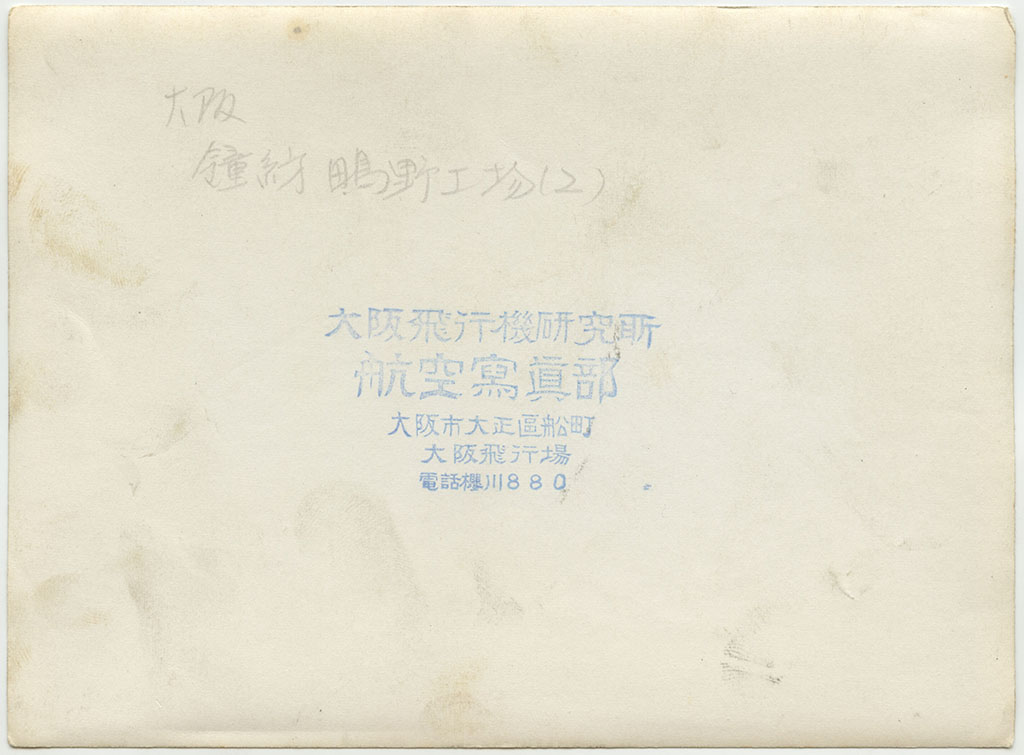 大阪
鐘紡 鴫野工场(2)
大阪飛行機研究所
航空寫眞部
大阪市大正區船町
大阪飛行場
電話櫻川880